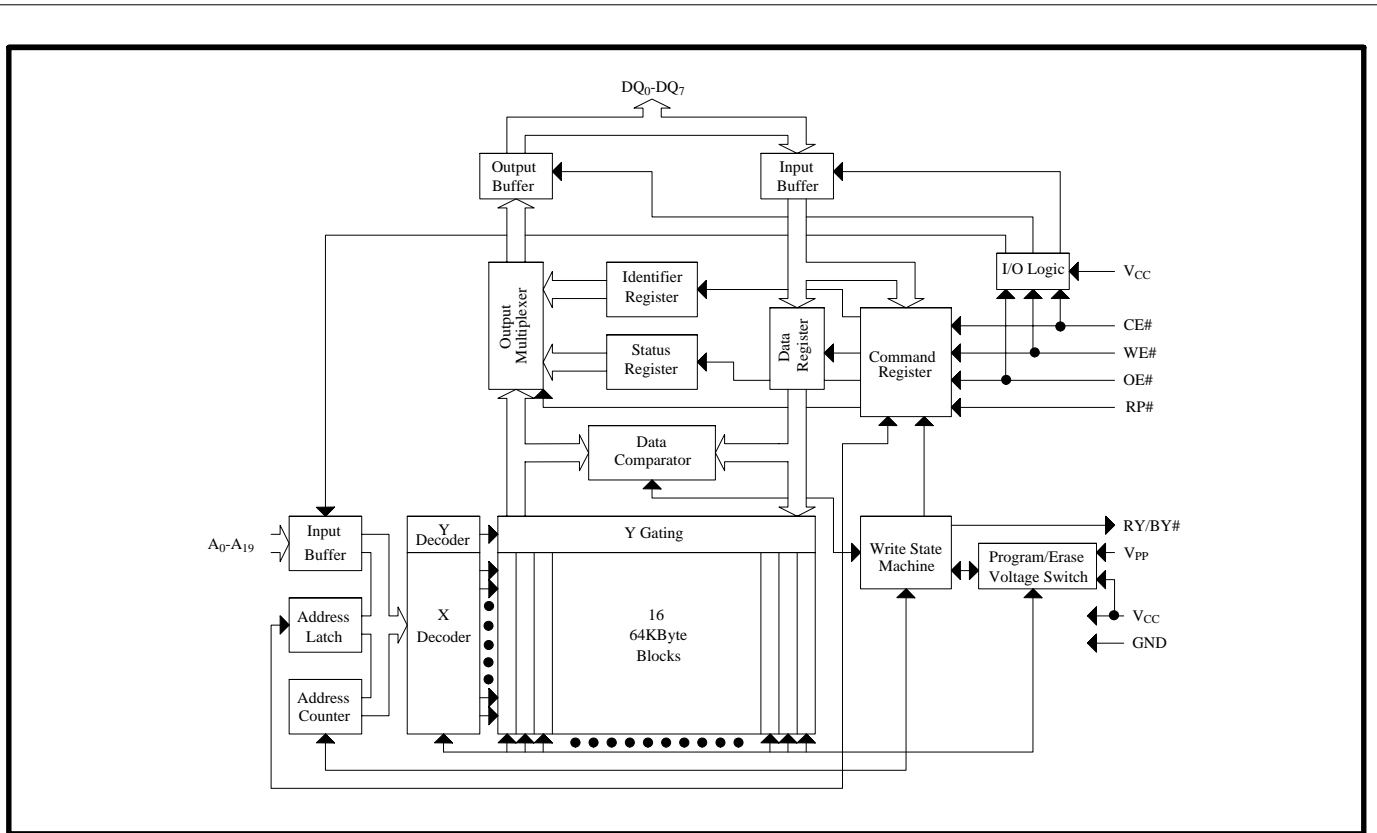 DQ0-DQ7
Output
Buffer
Input
Buffer
I/O Logic
VCC
Identifier
Register
Output
Multiplexer
Status
Register
Data
Register
Command
Register
CE#
WE#
OE#
RP#
Data
Comparator
A0-A19
Input
Buffer
Y
Decoder
Y Gating
Write State
Machine
RY/BY#
Program/Erase
Voltage Switch
VPP
VCC
GND
Address
Latch
X
Decoder
16
64KByte
Blocks
Address
Counter